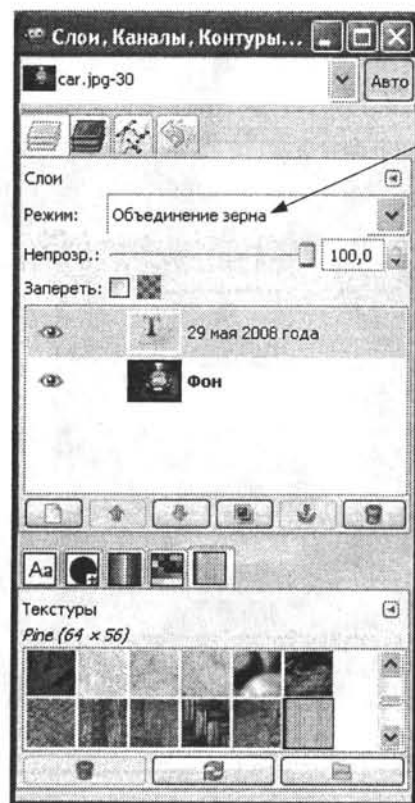 Слои, Каналы, Контуры...
car.jpg-30
Авто
Слои
Режим: Объединение зерна
Непрозр.: 100,0
Запереть:
T 29 мая 2008 года
Фон
Aa
Текстуры
Pine (64 × 56)